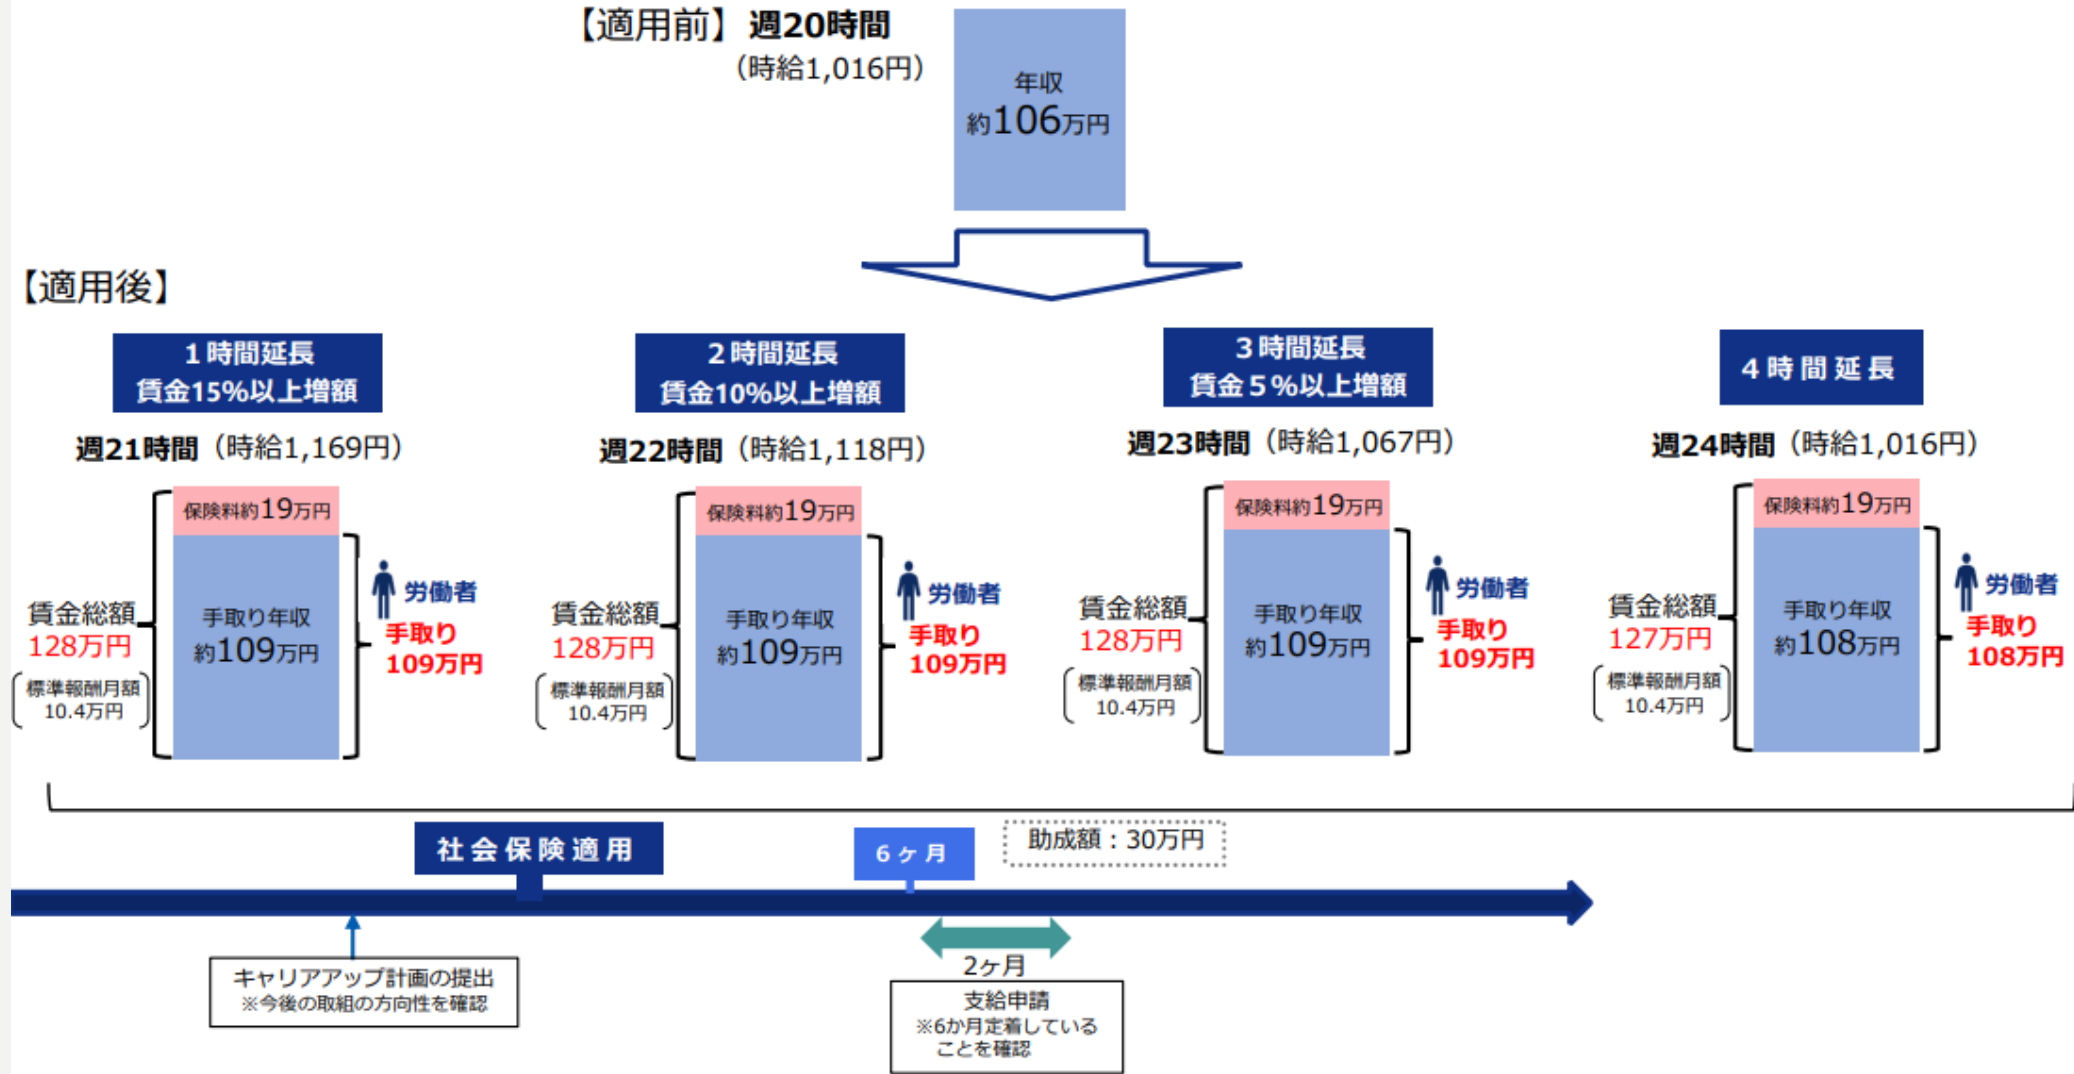 【適用前】週20時間
（時給1,016円）
年収
約106万円
【適用後】
１時間延長
賃金15%以上増額
週21時間（時給1,169円）
保険料約19万円
手取り年収
約109万円
賃金総額
128万円
標準報酬月額
10.4万円
労働者
手取り
109万円
２時間延長
賃金10%以上増額
週22時間（時給1,118円）
保険料約19万円
手取り年収
約109万円
賃金総額
128万円
標準報酬月額
10.4万円
労働者
手取り
109万円
３時間延長
賃金５%以上増額
週23時間（時給1,067円）
保険料約19万円
手取り年収
約109万円
賃金総額
128万円
標準報酬月額
10.4万円
労働者
手取り
109万円
４時間延長
週24時間（時給1,016円）
保険料約19万円
手取り年収
約108万円
賃金総額
127万円
標準報酬月額
10.4万円
労働者
手取り
108万円
社会保険適用
６ヶ月
助成額：30万円
キャリアアップ計画の提出
※今後の取組の方向性を確認
2ヶ月
支給申請
※6か月定着している
ことを確認